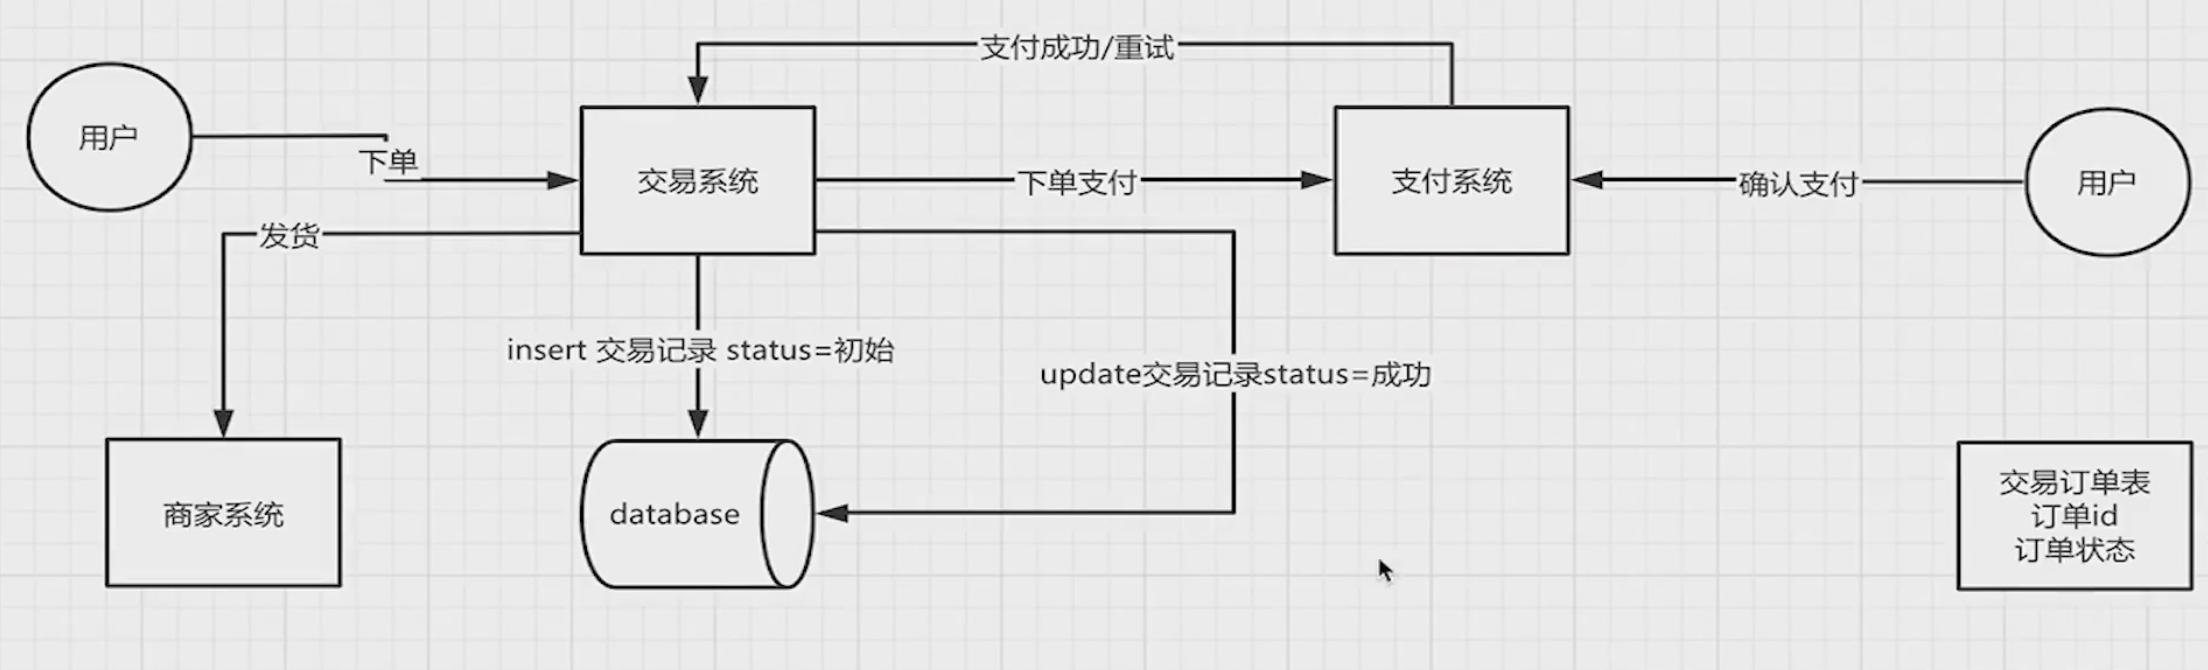 支付成功/重试
用户
下单
交易系统
下单支付
支付系统
确认支付
用户
发货
insert 交易记录 status=初始
update交易记录status=成功
商家系统
database
交易订单表
订单id
订单状态